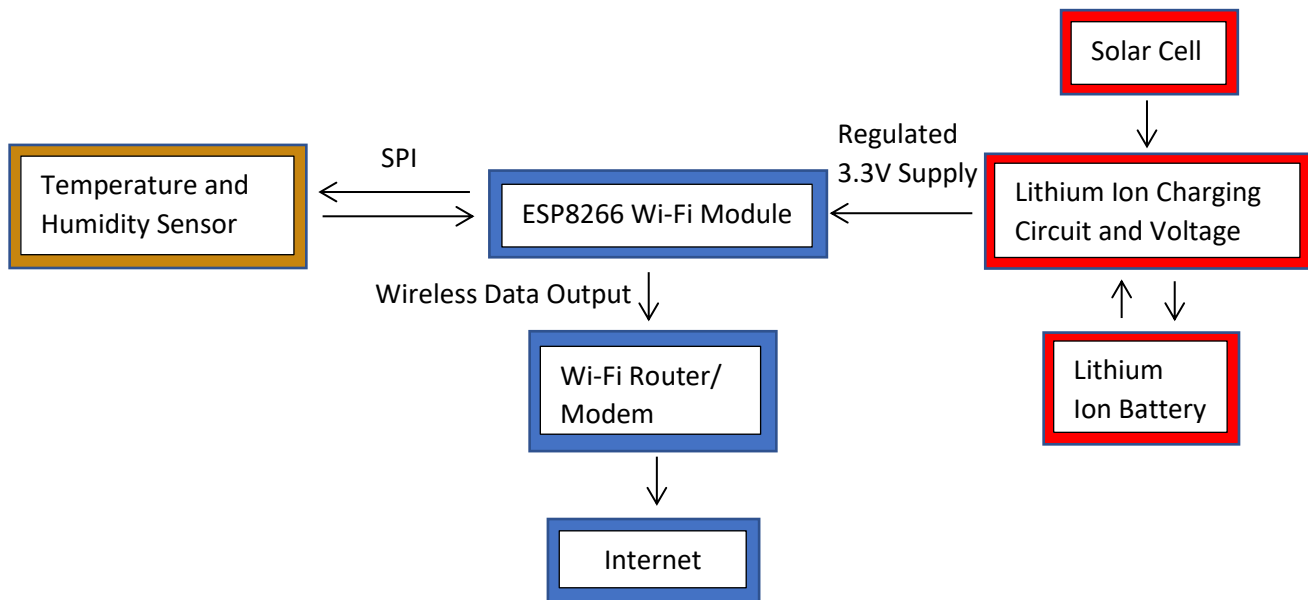 Solar Cell
Regulated
3.3V Supply
SPI
Temperature and
Humidity Sensor
ESP8266 Wi-Fi Module
Lithium Ion Charging
Circuit and Voltage
Wireless Data Output
Wi-Fi Router/
Modem
Lithium
Ion Battery
Internet